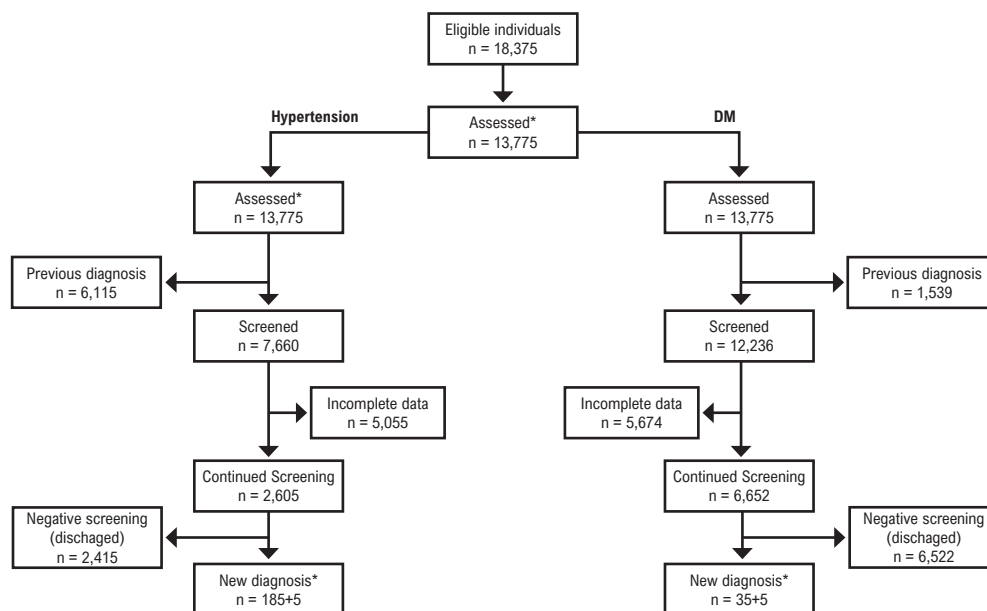 Eligible individuals
n = 18,375
Hypertension
DM
Assessed*
n = 13,775
Assessed*
n = 13,775
Assessed
n = 13,775
Previous diagnosis
n = 6,115
Previous diagnosis
n = 1,539
Screened
n = 7,660
Screened
n = 12,236
Incomplete data
n = 5,055
Incomplete data
n = 5,674
Continued Screening
n = 2,605
Continued Screening
n = 6,652
Negative screening
(dischaged)
n = 2,415
Negative screening
(dischaged)
n = 6,522
New diagnosis*
n = 185+5
New diagnosis*
n = 35+5